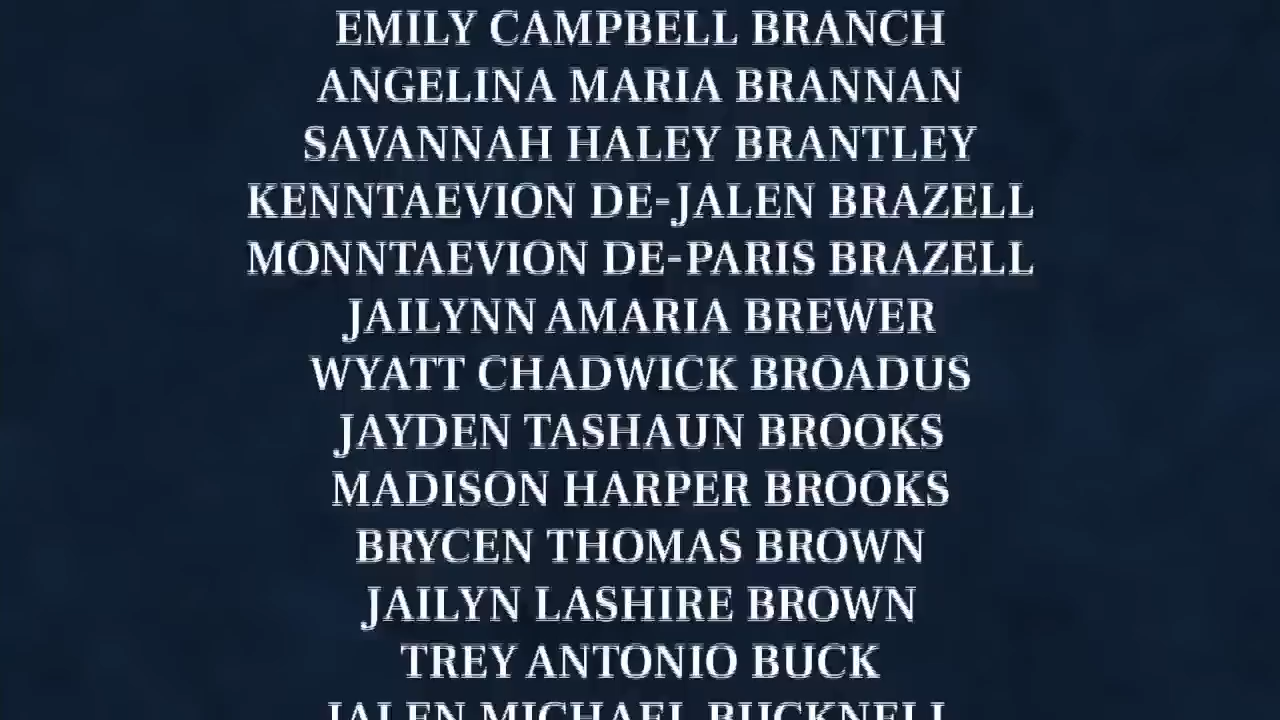 EMILY CAMPBELL BRANCH
ANGELINA MARIA BRANNAN
SAVANNAH HALEY BRANTLEY
KENNTAEVION DE-JALEN BRAZELL
MONNTAEVION DE-PARIS BRAZELL
JAILYNN AMARIA BREWER
WYATT CHADWICK BROADUS
JAYDEN TASHAUN BROOKS
MADISON HARPER BROOKS
BRYCEN THOMAS BROWN
JAILYN LASHIRE BROWN
TREY ANTONIO BUCK
JALEN MICHAEL BUCKNELL